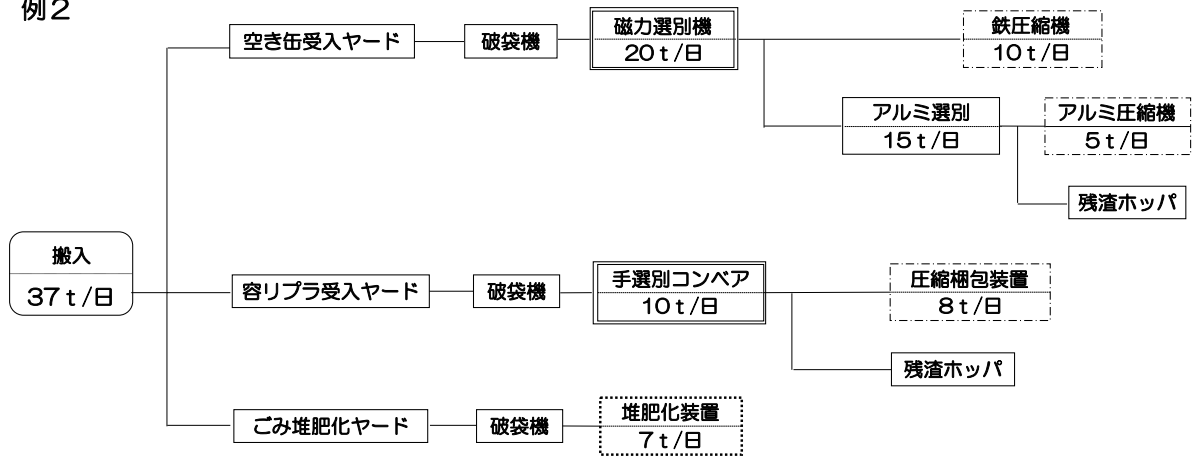 例2
空き缶受入ヤード
破袋機
磁力選別機
20t/日
鉄圧縮機
10t/日
アルミ選別
15t/日
アルミ圧縮機
5t/日
残渣ホッパ
搬入
37t/日
容リプラ受入ヤード
破袋機
手選別コンベア
10t/日
圧縮梱包装置
8t/日
残渣ホッパ
ごみ堆肥化ヤード
破袋機
堆肥化装置
7t/日